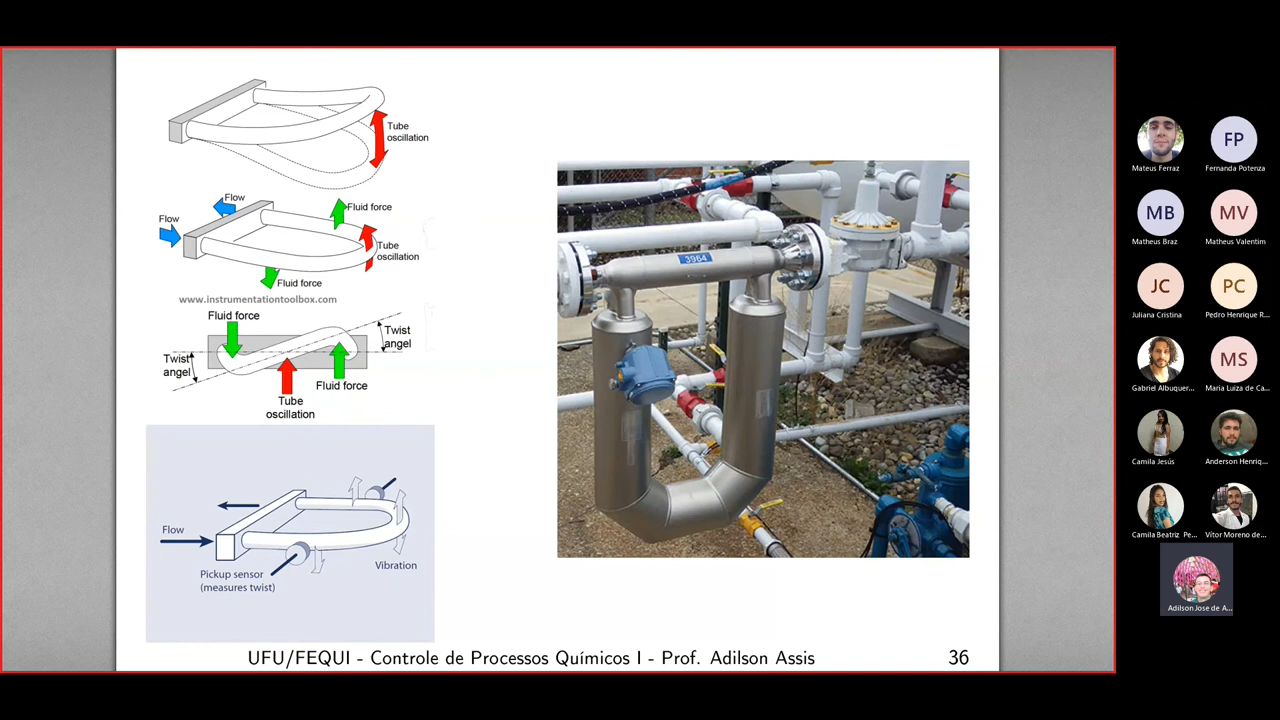 Tube
oscillation
Flow
Flow
Fluid force
Tube
oscillation
Fluid force
www.instrumentationtoolbox.com
Fluid force
Twist
angel
Twist
angel
Fluid force
Tube
oscillation
Flow
Pickup sensor
(measures twist)
Vibration
3964
UFU/FEQUI - Controle de Processos Químicos I - Prof. Adilson Assis
36
Mateus Ferraz
FP
Fernanda Potenza
MB
Matheus Braz
MV
Matheus Valentim
JC
Juliana Cristina
PC
Pedro Henrique R...
Gabriel Albuquer...
MS
Maria Luiza de Ca...
Camila Jesús
Anderson Henriq...
Camila Beatriz Pe...
Vítor Moreno de...
Adilson Jose de A...